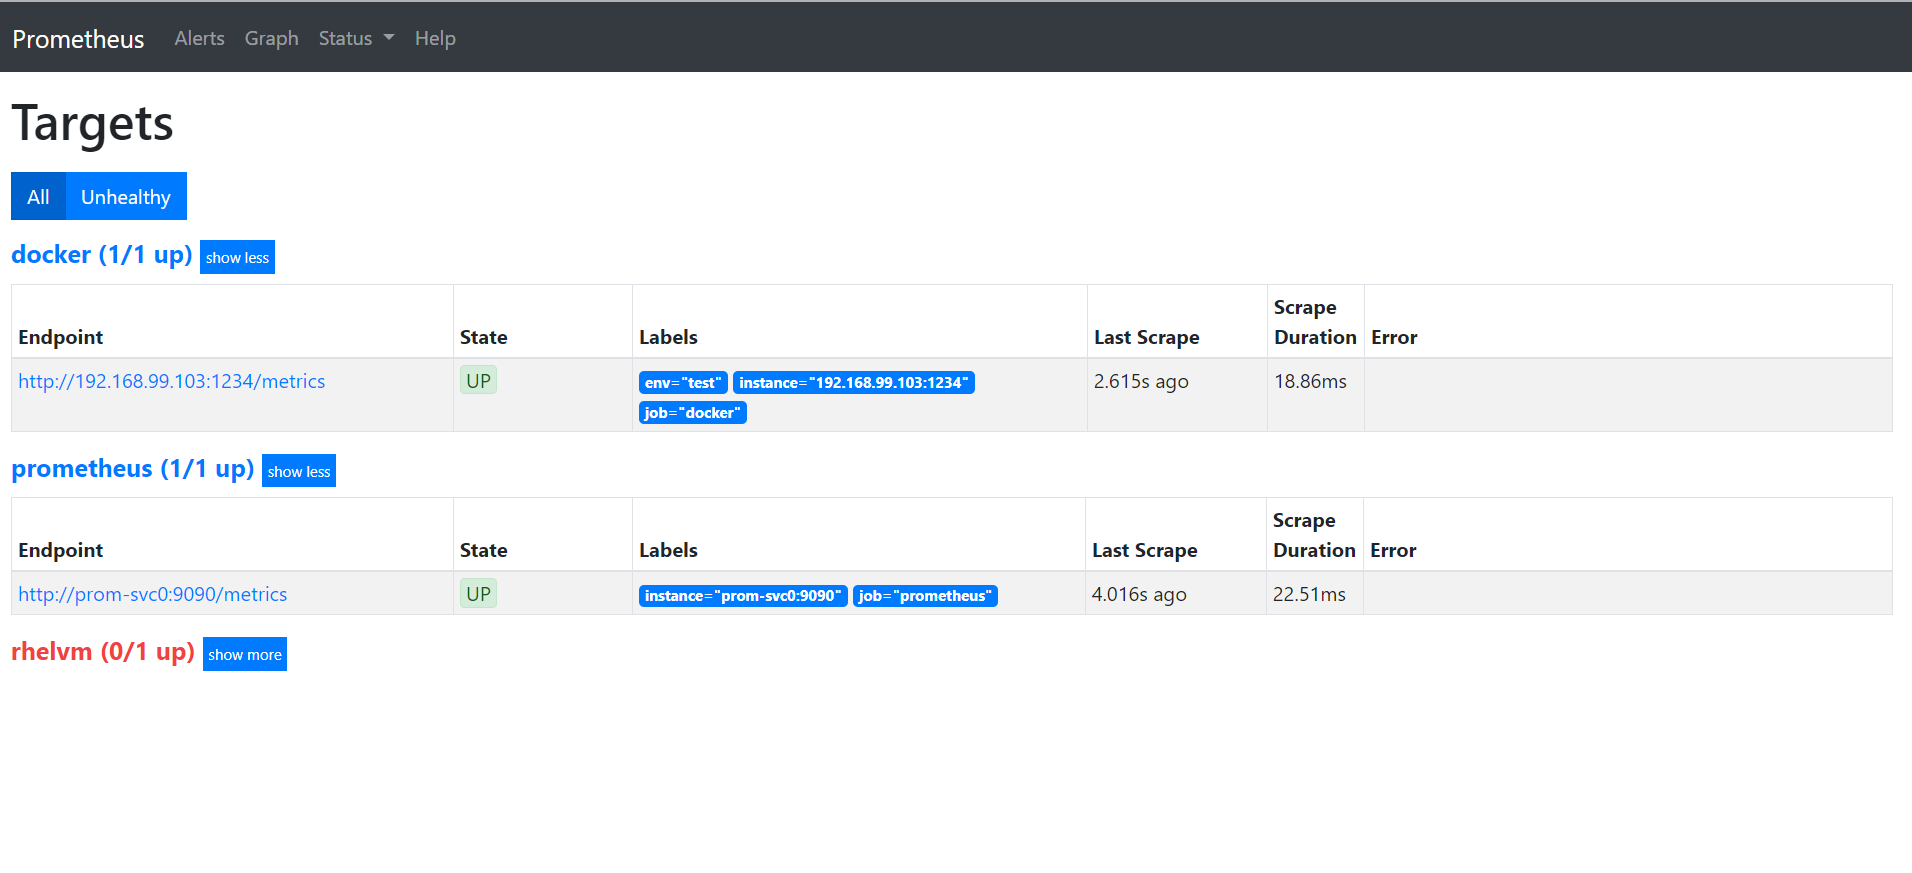 Prometheus Alerts Graph Status Help
Targets
All Unhealthy
docker (1/1 up) show less
Endpoint State Labels Last Scrape Scrape Duration Error
http://192.168.99.103:1234/metrics UP env="test" instance="192.168.99.103:1234" 2.615s ago 18.86ms
job="docker"
prometheus (1/1 up) show less
Endpoint State Labels Last Scrape Scrape Duration Error
http://prom-svc0:9090/metrics UP instance="prom-svc0:9090" job="prometheus" 4.016s ago 22.51ms
rhelvm (0/1 up) show more